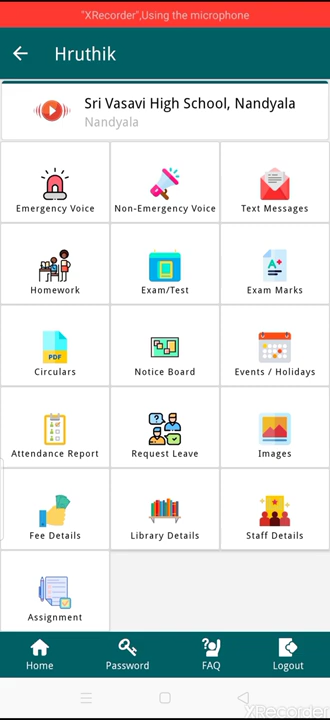 "XRecorder",Using the microphone
Hruthik
Sri Vasavi High School, Nandyala
Nandyala
Emergency Voice
Non-Emergency Voice
Text Messages
Homework
Exam/Test
A+
Exam Marks
PDF
Circulars
Notice Board
Events / Holidays
Attendance Report
Request Leave
Images
Fee Details
Library Details
Staff Details
Assignment
Home
Password
FAQ
Logout
XRecorder